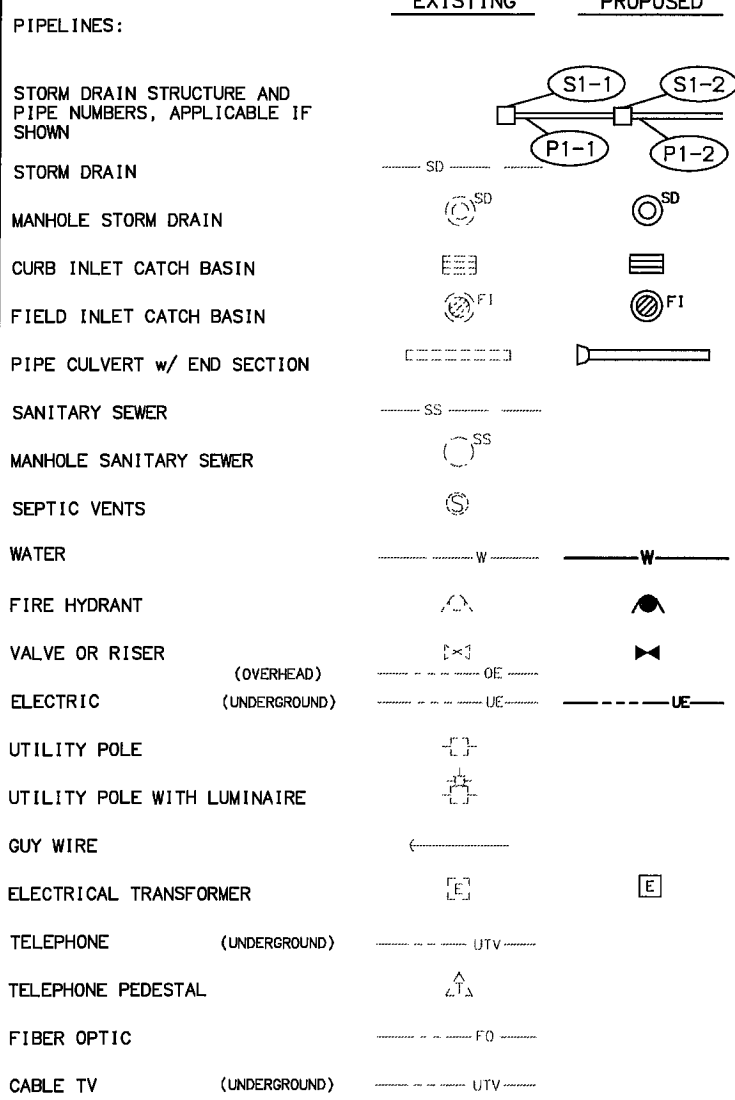 EXISTING PROPOSED
PIPELINES:
S1-1 S1-2
STORM DRAIN STRUCTURE AND
PIPE NUMBERS, APPLICABLE IF
SHOWN
P1-1 P1-2
STORM DRAIN SD
MANHOLE STORM DRAIN SD SD
CURB INLET CATCH BASIN
FIELD INLET CATCH BASIN FI FI
PIPE CULVERT w/ END SECTION
SANITARY SEWER SS
MANHOLE SANITARY SEWER SS
SEPTIC VENTS S
WATER W W
FIRE HYDRANT
VALVE OR RISER
(OVERHEAD) OE
ELECTRIC (UNDERGROUND) UE UE
UTILITY POLE
UTILITY POLE WITH LUMINAIRE
GUY WIRE
ELECTRICAL TRANSFORMER E E
TELEPHONE (UNDERGROUND) UTV
TELEPHONE PEDESTAL T
FIBER OPTIC FO
CABLE TV (UNDERGROUND) UTV